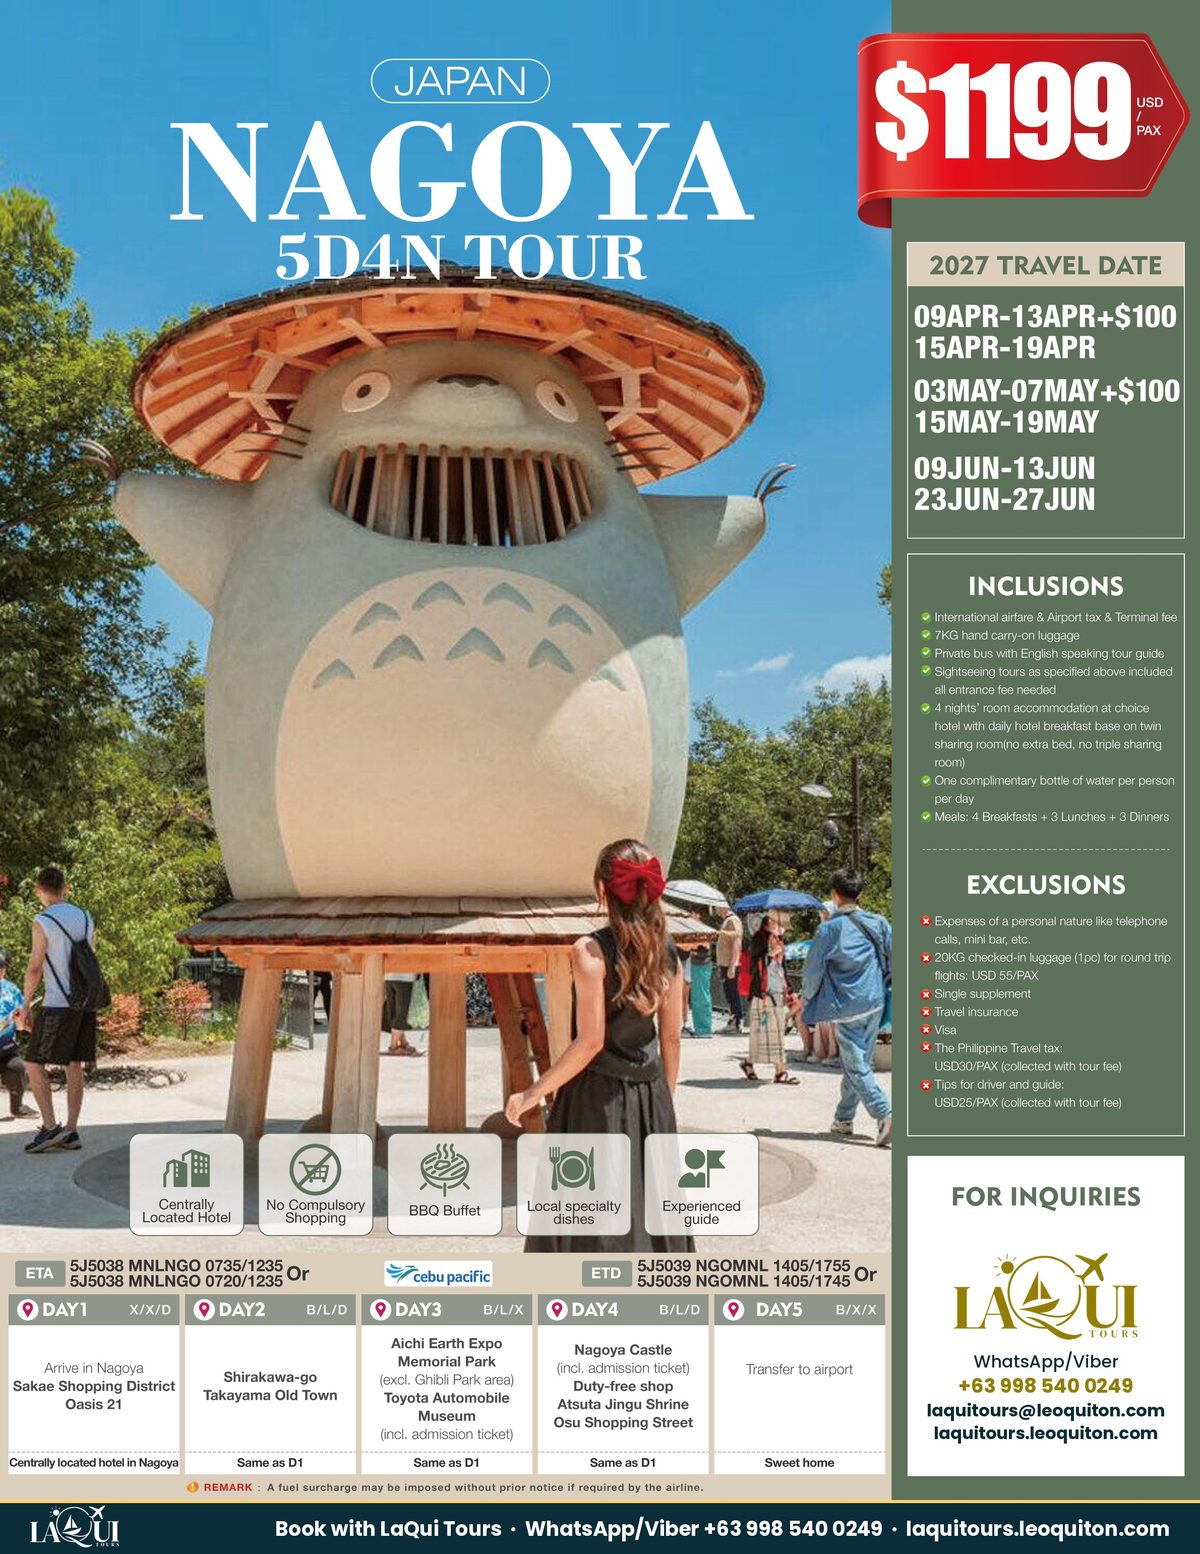 JAPAN
NAGOYA
5D4N TOUR
$1199
USD
/
PAX
2027 TRAVEL DATE
09APR-13APR+$100
15APR-19APR
03MAY-07MAY+$100
15MAY-19MAY
09JUN-13JUN
23JUN-27JUN
INCLUSIONS
International airfare & Airport tax & Terminal fee
7KG hand carry-on luggage
Private bus with English speaking tour guide
Sightseeing tours as specified above included
all entrance fee needed
4 nights' room accommodation at choice
hotel with daily hotel breakfast base on twin
sharing room(no extra bed, no triple sharing
room)
One complimentary bottle of water per person
per day
Meals: 4 Breakfasts + 3 Lunches + 3 Dinners
EXCLUSIONS
Expenses of a personal nature like telephone
calls, mini bar, etc.
20KG checked-in luggage (1pc) for round trip
flights: USD 55/PAX
Single supplement
Travel insurance
Visa
The Philippine Travel tax:
USD30/PAX (collected with tour fee)
Tips for driver and guide:
USD25/PAX (collected with tour fee)
Centrally
Located Hotel
No Compulsory
Shopping
BBQ Buffet
Local specialty
dishes
Experienced
guide
ETA
5J5038 MNLNGO 0735/1235
5J5038 MNLNGO 0720/1235
Or
cebu pacific
ETD
5J5039 NGOMNL 1405/1755
5J5039 NGOMNL 1405/1745
Or
DAY1 X/X/D
Arrive in Nagoya
Sakae Shopping District
Oasis 21
Centrally located hotel in Nagoya
DAY2 B/L/D
Shirakawa-go
Takayama Old Town
Same as D1
DAY3 B/L/X
Aichi Earth Expo
Memorial Park
(excl. Ghibli Park area)
Toyota Automobile
Museum
(incl. admission ticket)
Same as D1
DAY4 B/L/D
Nagoya Castle
(incl. admission ticket)
Duty-free shop
Atsuta Jingu Shrine
Osu Shopping Street
Same as D1
DAY5 B/X/X
Transfer to airport
Sweet home
REMARK : A fuel surcharge may be imposed without prior notice if required by the airline.
FOR INQUIRIES
LAQUI
TOURS
WhatsApp/Viber
+63 998 540 0249
laquitours@leoquiton.com
laquitours.leoquiton.com
LAQUI
TOURS
Book with LaQui Tours · WhatsApp/Viber +63 998 540 0249 · laquitours.leoquiton.com